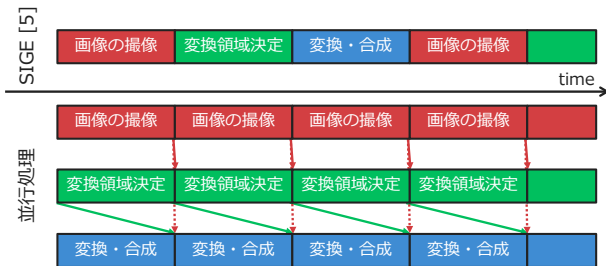 SIGE [5]
画像の撮像 変換領域決定 変換・合成 画像の撮像
time
並行処理
画像の撮像 画像の撮像 画像の撮像 画像の撮像
変換領域決定 変換領域決定 変換領域決定 変換領域決定
変換・合成 変換・合成 変換・合成 変換・合成